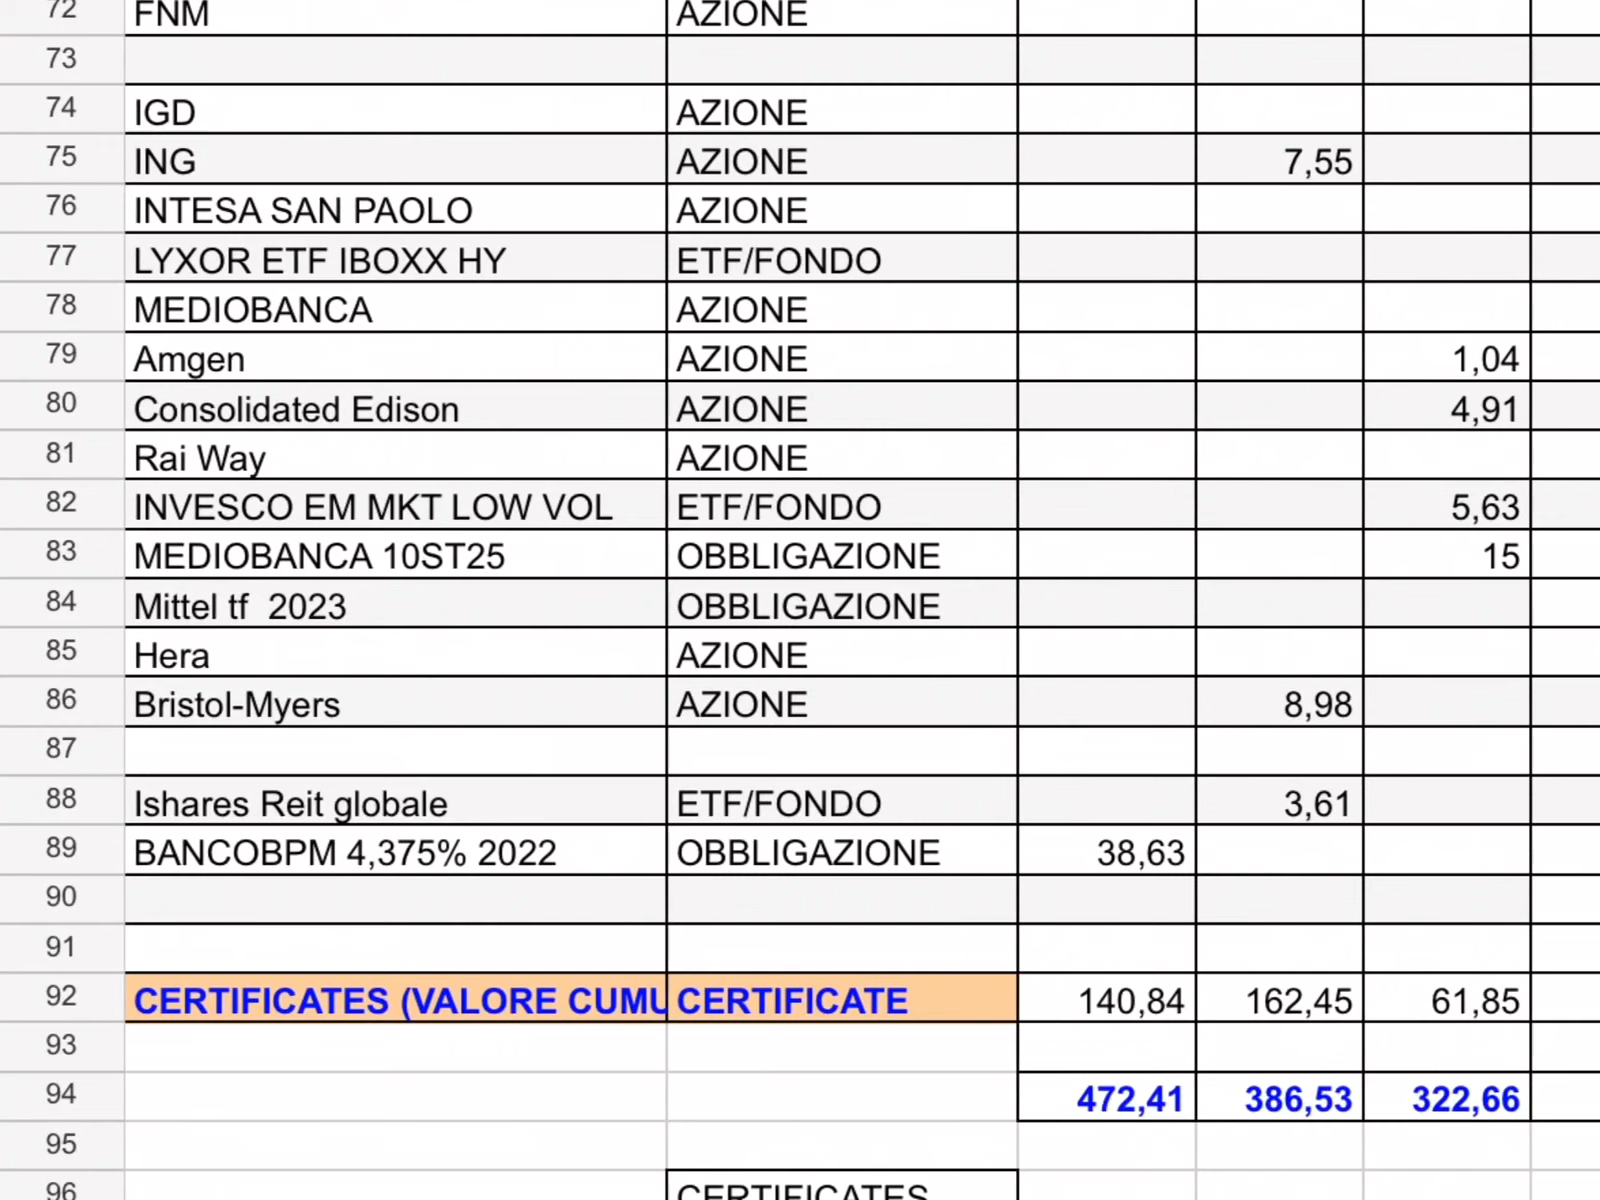 72 FNM AZIONE
73
74 IGD AZIONE
75 ING AZIONE 7,55
76 INTESA SAN PAOLO AZIONE
77 LYXOR ETF IBOXX HY ETF/FONDO
78 MEDIOBANCA AZIONE
79 Amgen AZIONE 1,04
80 Consolidated Edison AZIONE 4,91
81 Rai Way AZIONE
82 INVESCO EM MKT LOW VOL ETF/FONDO 5,63
83 MEDIOBANCA 10ST25 OBBLIGAZIONE 15
84 Mittel tf  2023 OBBLIGAZIONE
85 Hera AZIONE
86 Bristol-Myers AZIONE 8,98
87
88 Ishares Reit globale ETF/FONDO 3,61
89 BANCOBPM 4,375% 2022 OBBLIGAZIONE 38,63
90
91
92 CERTIFICATES (VALORE CUMU CERTIFICATE 140,84 162,45 61,85
93
94 472,41 386,53 322,66
95
96 CERTIFICATES